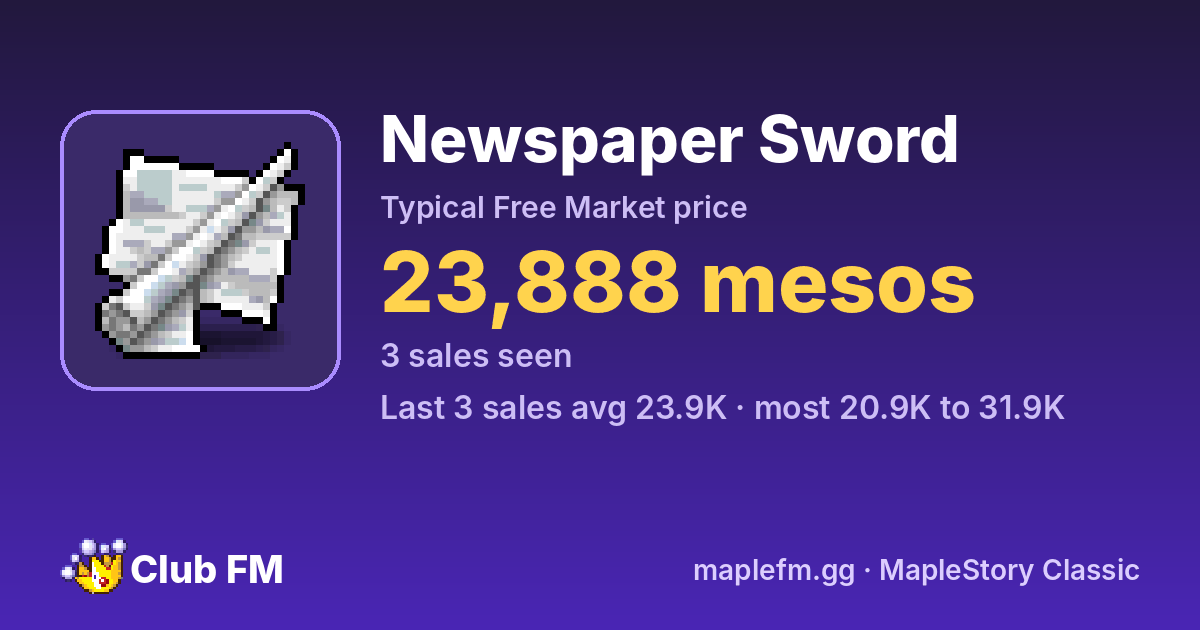 Newspaper Sword
Typical Free Market price
23,888 mesos
3 sales seen
Last 3 sales avg 23.9K · most 20.9K to 31.9K
Club FM
maplefm.gg · MapleStory Classic